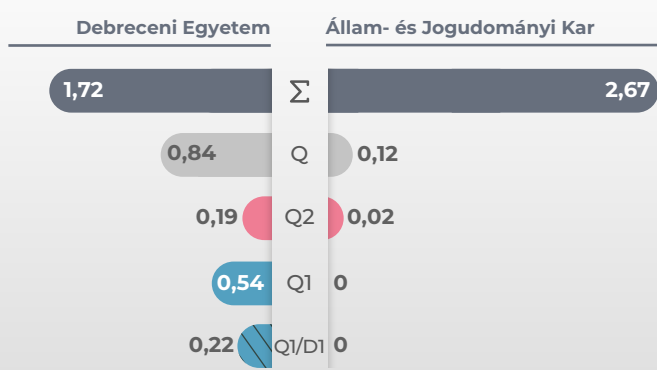 Debreceni Egyetem Állam- és Jogudományi Kar
1,72 Σ 2,67
0,84 Q 0,12
0,19 Q2 0,02
0,54 Q1 0
0,22 Q1/D1 0